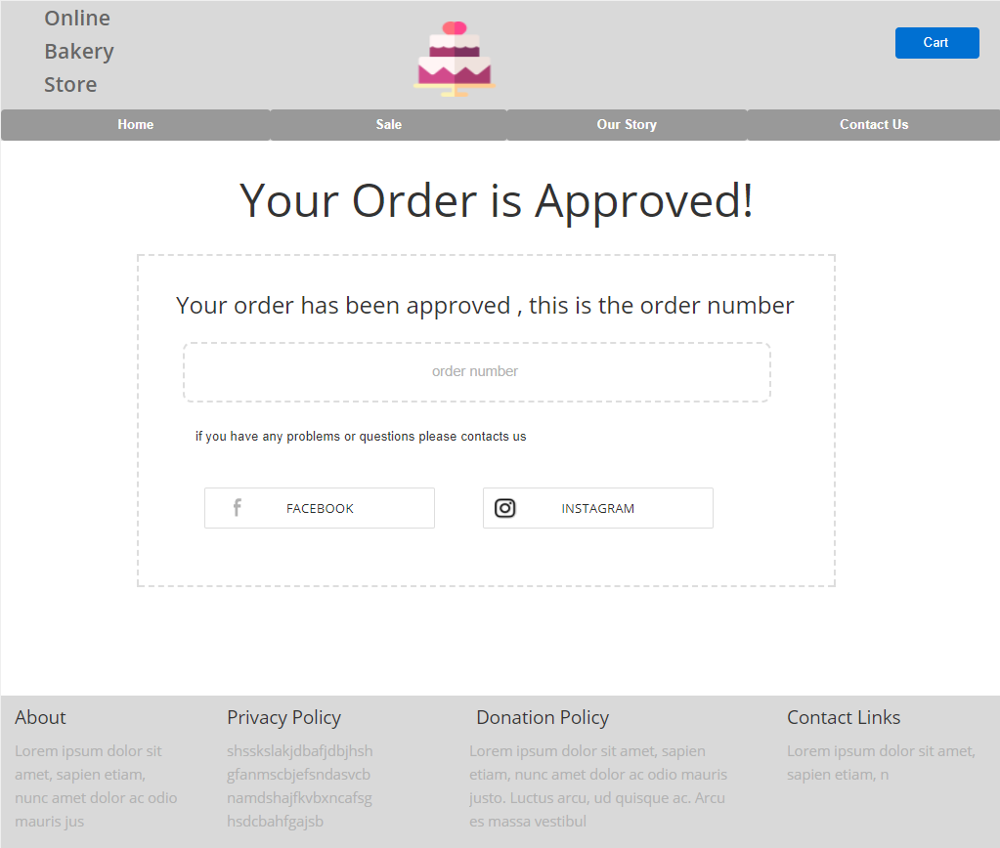 Online
Bakery
Store
Cart
Home
Sale
Our Story
Contact Us
Your Order is Approved!
Your order has been approved , this is the order number
order number
if you have any problems or questions please contacts us
FACEBOOK
INSTAGRAM
About
Lorem ipsum dolor sit
amet, sapien etiam,
nunc amet dolor ac odio
mauris jus
Privacy Policy
shsskslakjdbafjdbjhsh
gfanmscbjefsndasvcb
namdshajfkvbxncafsg
hsdcbahfgajsb
Donation Policy
Lorem ipsum dolor sit amet, sapien
etiam, nunc amet dolor ac odio mauris
justo. Luctus arcu, ud quisque ac. Arcu
es massa vestibul
Contact Links
Lorem ipsum dolor sit amet,
sapien etiam, n